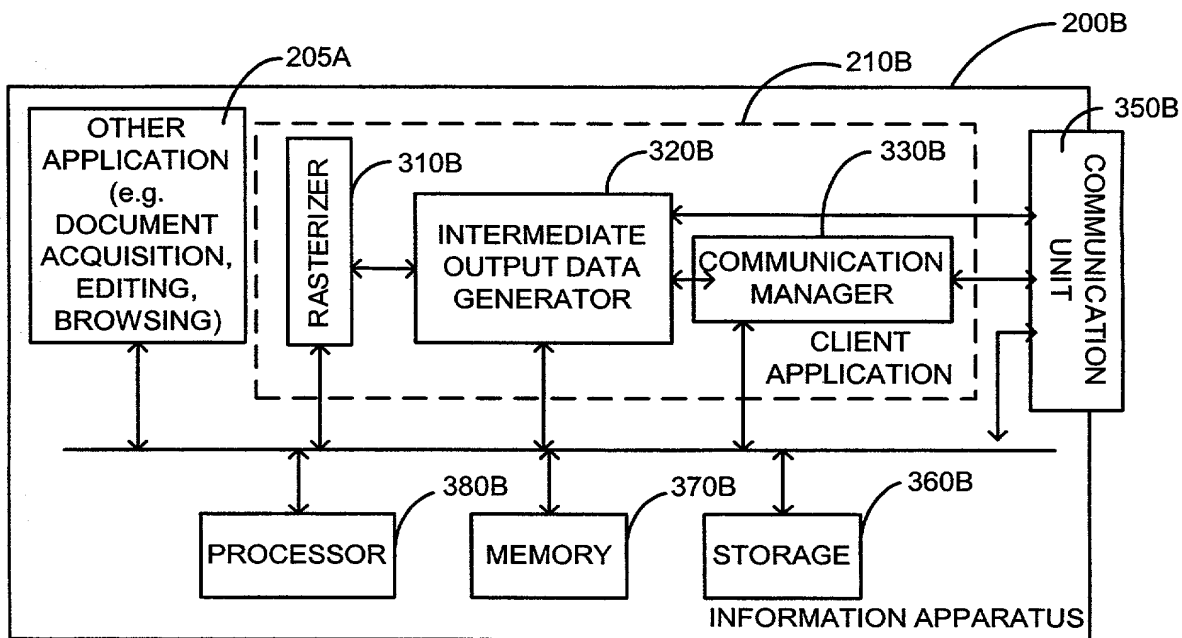 200B
205A
210B
350B
OTHER
APPLICATION
(e.g.
DOCUMENT
ACQUISITION,
EDITING,
BROWSING)
RASTERIZER
310B
320B
330B
INTERMEDIATE
OUTPUT DATA
GENERATOR
COMMUNICATION
MANAGER
CLIENT
APPLICATION
COMMUNICATION
UNIT
380B
370B
360B
PROCESSOR
MEMORY
STORAGE
INFORMATION APPARATUS